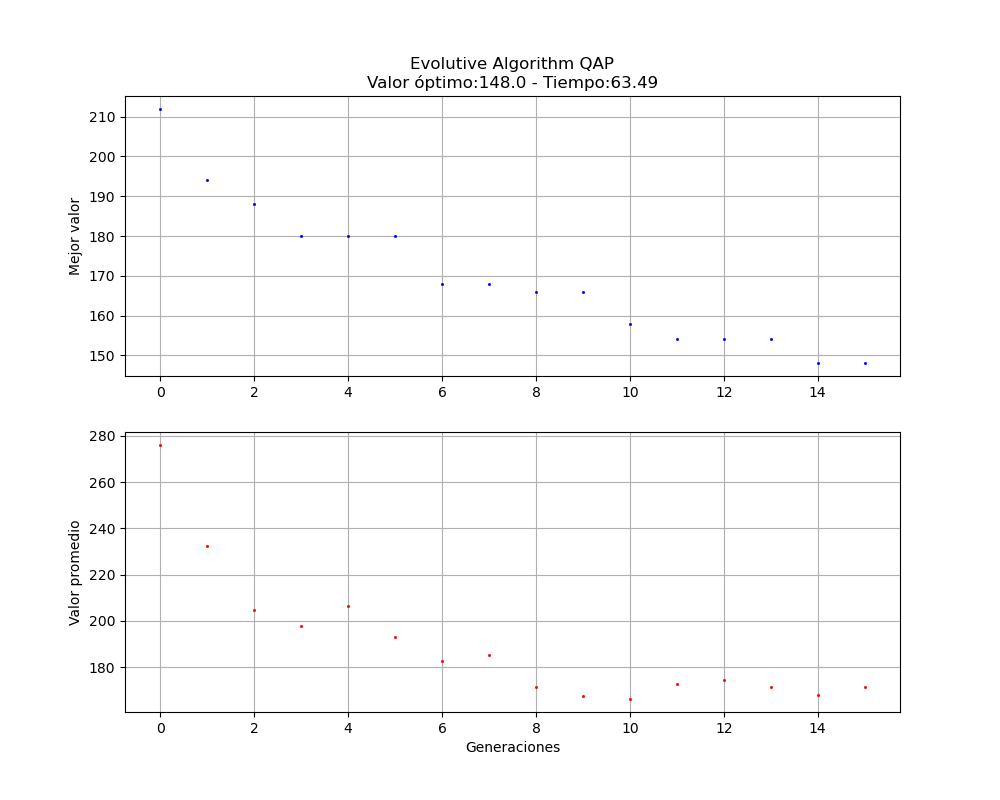 Evolutive Algorithm QAP
Valor óptimo:148.0 - Tiempo:63.49
Mejor valor
210
200
190
180
170
160
150
0 2 4 6 8 10 12 14
Valor promedio
280
260
240
220
200
180
0 2 4 6 8 10 12 14
Generaciones